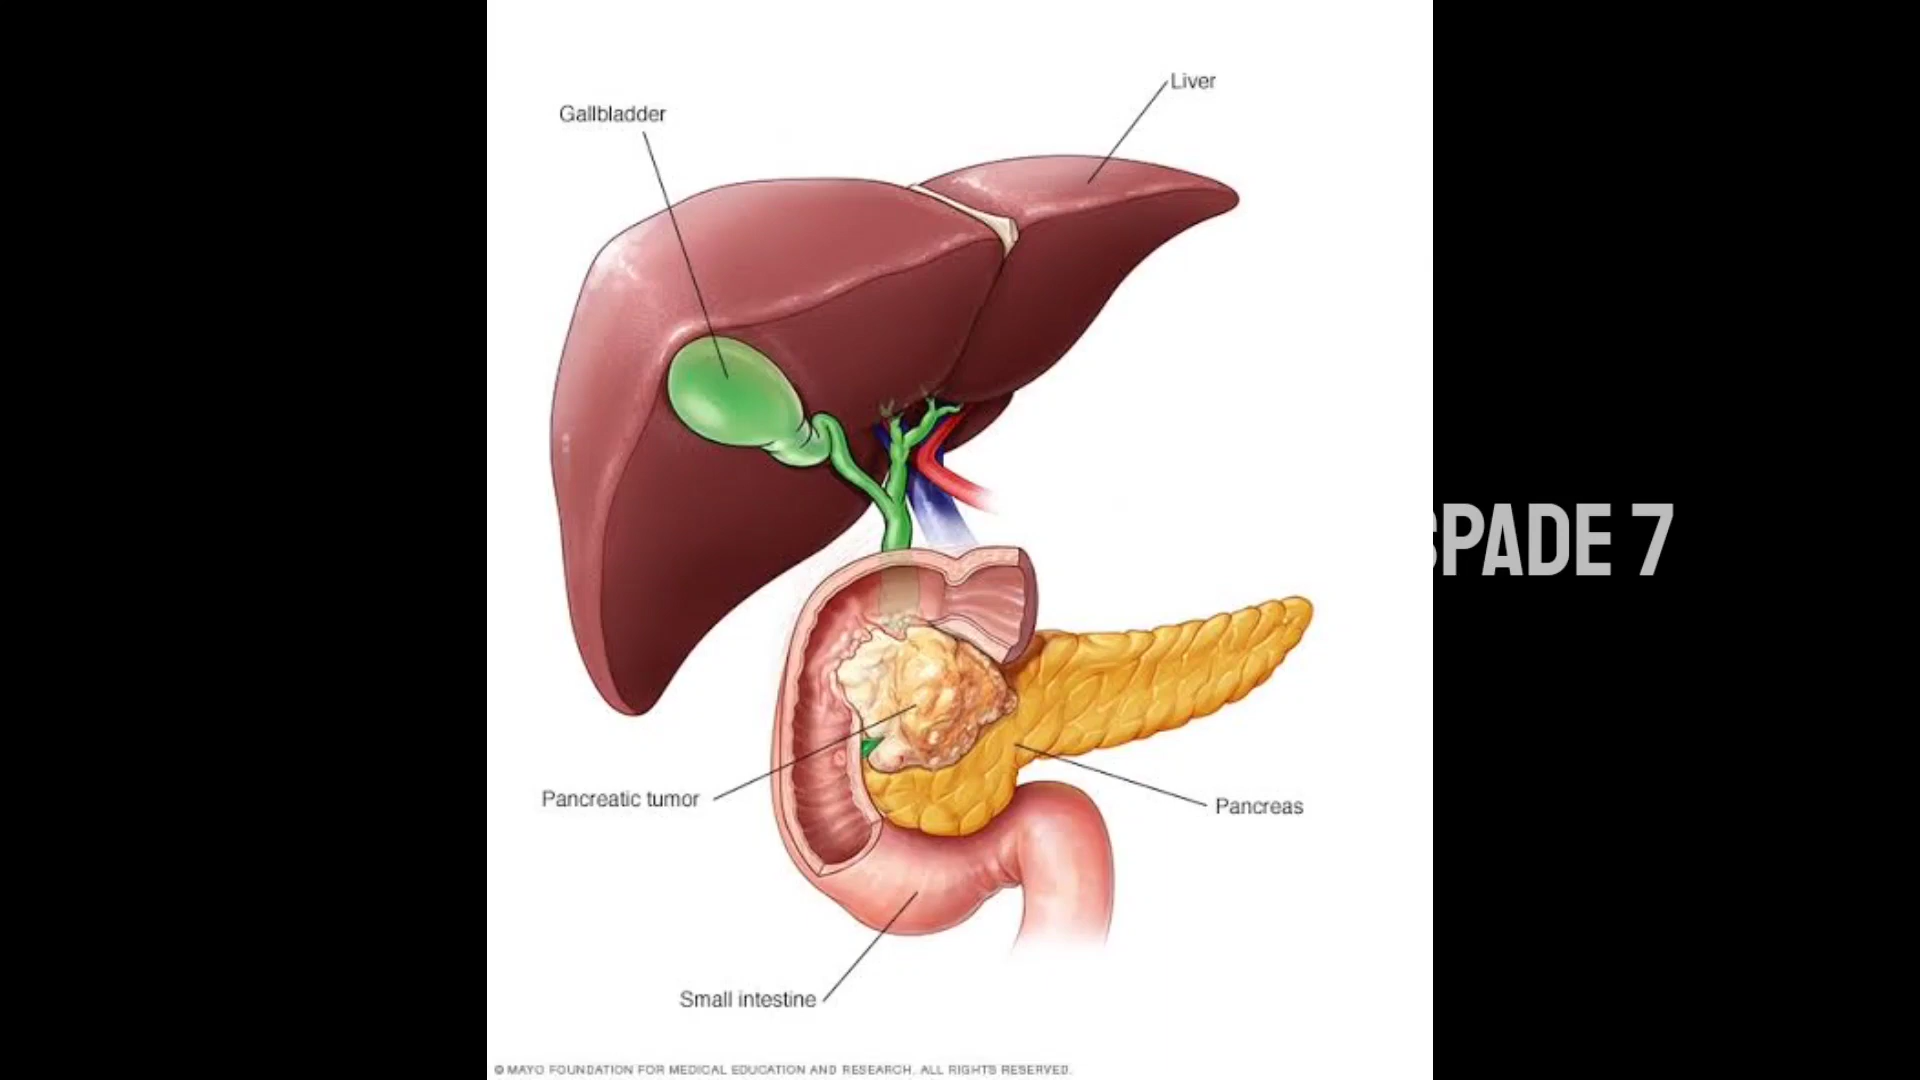 Liver
Gallbladder
SPADE 7
Pancreatic tumor
Pancreas
Small intestine
© MAYO FOUNDATION FOR MEDICAL EDUCATION AND RESEARCH. ALL RIGHTS RESERVED.